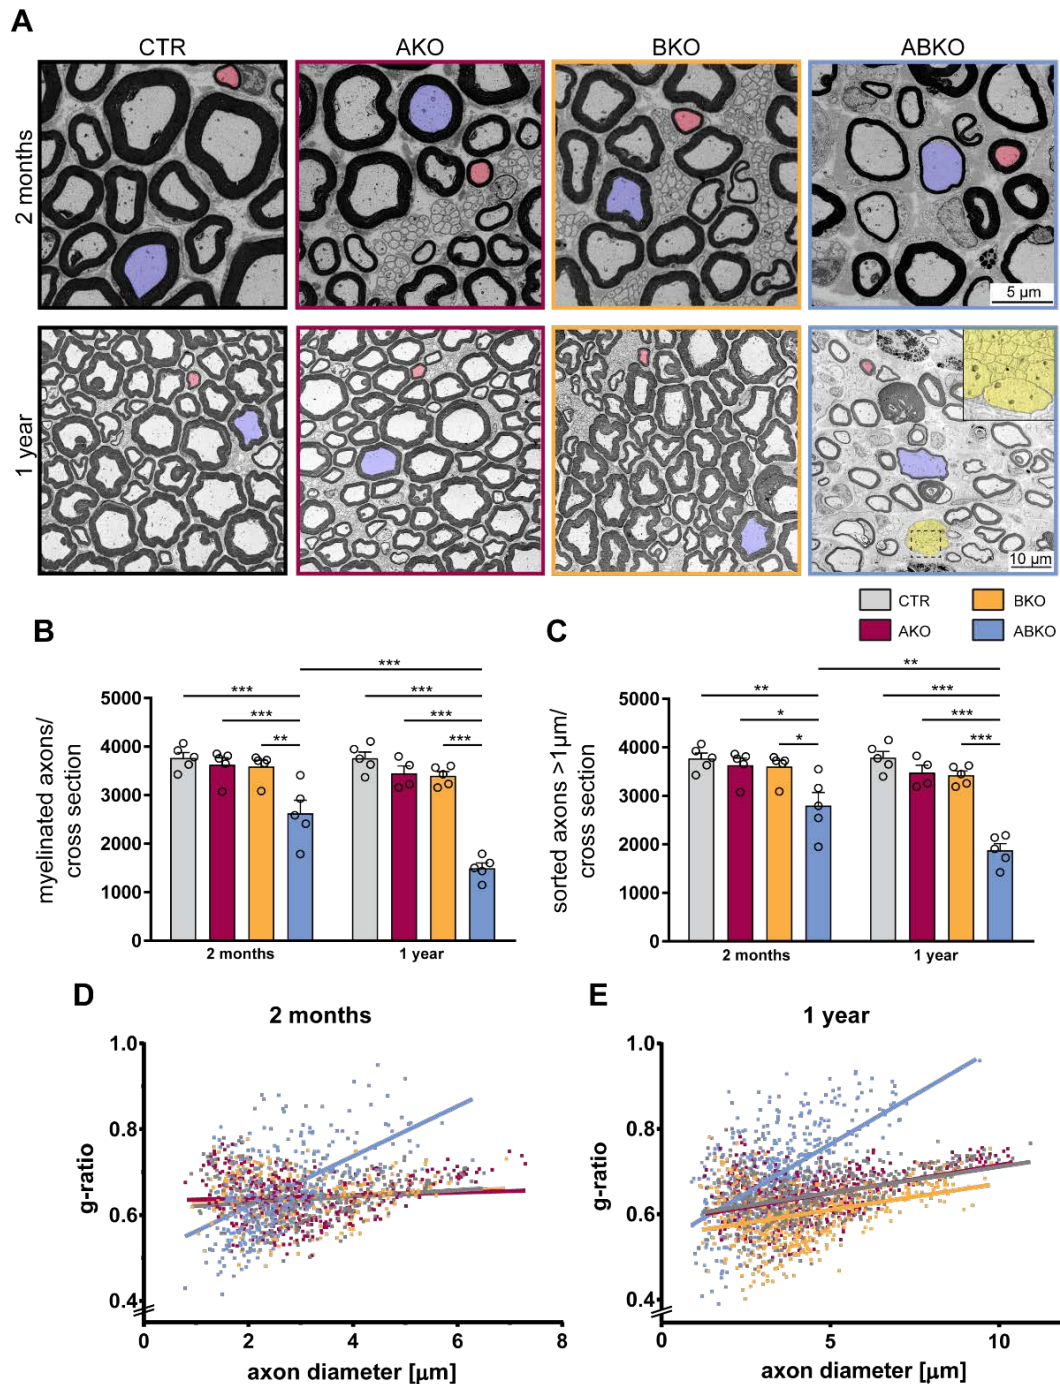 A
CTR AKO BKO ABKO
2 months
5 µm
1 year
10 µm
CTR BKO
AKO ABKO
B
myelinated axons/
cross section
5000
4000
3000
2000
1000
0
***
*** ***
*** ***
** ***
2 months 1 year
C
sorted axons >1µm/
cross section
5000
4000
3000
2000
1000
0
**
** ***
* ***
* ***
2 months 1 year
D
2 months
g-ratio
1.0
0.8
0.6
0.4
0 2 4 6 8
axon diameter [µm]
E
1 year
g-ratio
1.0
0.8
0.6
0.4
0 5 10
axon diameter [µm]